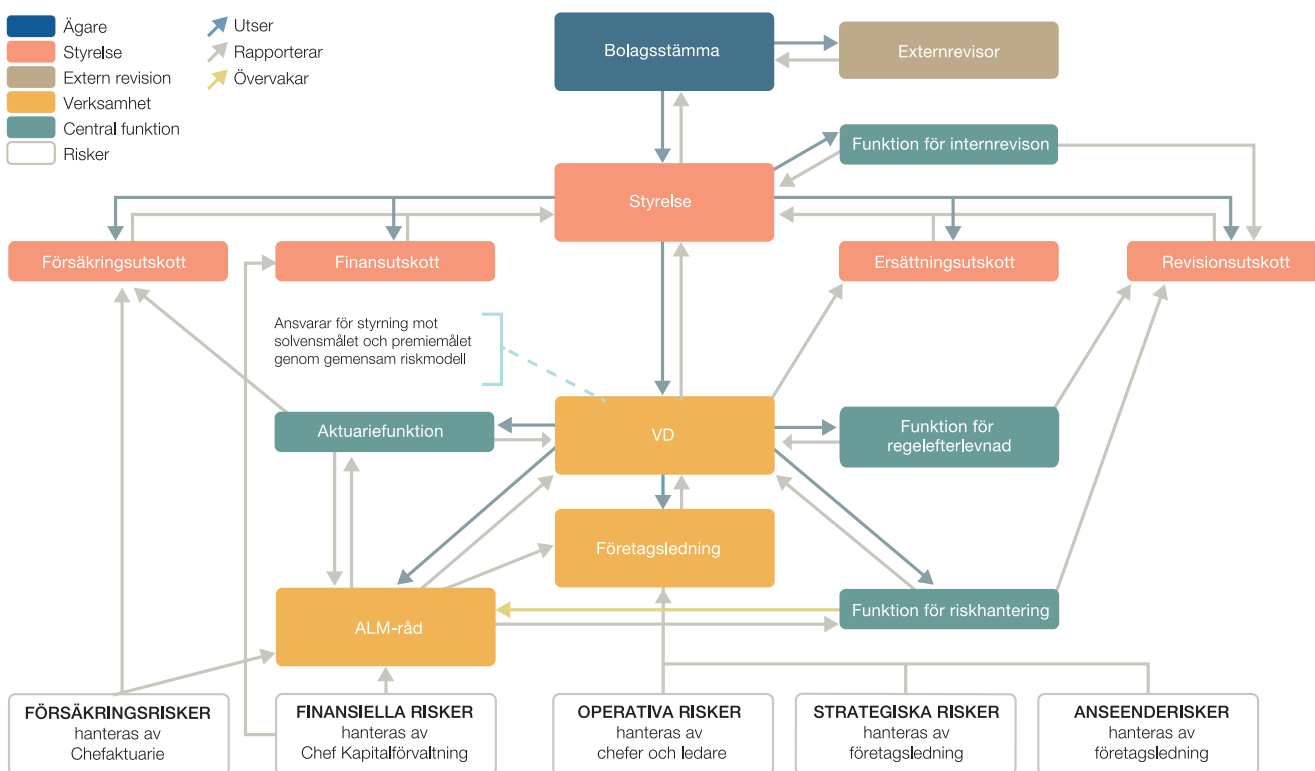 Ägare
Styrelse
Extern revision
Verksamhet
Central funktion
Risker
Utser
Rapporterar
Övervakar
Bolagsstämma
Externrevisor
Funktion för internrevison
Styrelse
Försäkringsutskott
Finansutskott
Ersättningsutskott
Revisionsutskott
Ansvarar för styrning mot
solvensmålet och premiemålet
genom gemensam riskmodell
Aktuariefunktion
VD
Funktion för
regelefterlevnad
Företagsledning
ALM-råd
Funktion för riskhantering
FÖRSÄKRINGSRISKER
hanteras av
Chefaktuarie
FINANSIELLA RISKER
hanteras av
Chef Kapitalförvaltning
OPERATIVA RISKER
hanteras av
chefer och ledare
STRATEGISKA RISKER
hanteras av
företagsledning
ANSEENDERISKER
hanteras av
företagsledning